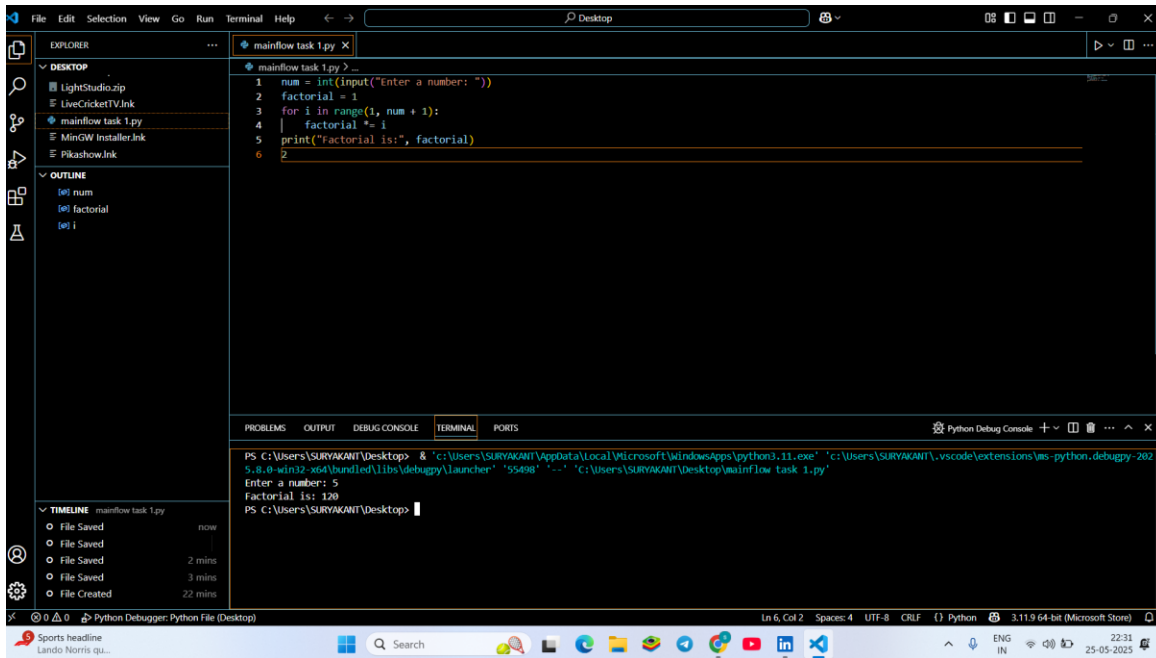 File Edit Selection View Go Run Terminal Help
Desktop
EXPLORER
DESKTOP
LightStudio.zip
LiveCricketTV.lnk
mainflow task 1.py
MinGW Installer.lnk
Pikashow.lnk
OUTLINE
num
factorial
i
TIMELINE mainflow task 1.py
File Saved now
File Saved
File Saved 2 mins
File Saved 3 mins
File Created 22 mins
mainflow task 1.py
mainflow task 1.py > ...
1 num = int(input("Enter a number: "))
2 factorial = 1
3 for i in range(1, num + 1):
4 factorial *= i
5 print("Factorial is:", factorial)
6 2
PROBLEMS OUTPUT DEBUG CONSOLE TERMINAL PORTS
Python Debug Console
PS C:\Users\SURYAKANT\Desktop> & 'c:\Users\SURYAKANT\AppData\Local\Microsoft\WindowsApps\python3.11.exe' 'c:\Users\SURYAKANT\.vscode\extensions\ms-python.debugpy-202
5.8.0-win32-x64\bundled\libs\debugpy\launcher' '55498' '--' 'C:\Users\SURYAKANT\Desktop\mainflow task 1.py'
Enter a number: 5
Factorial is: 120
PS C:\Users\SURYAKANT\Desktop>
0 0 Python Debugger: Python File (Desktop) Ln 6, Col 2 Spaces: 4 UTF-8 CRLF {} Python 3.11.9 64-bit (Microsoft Store)
5
Sports headline
Lando Norris qu...
Search
ENG
IN
22:31
25-05-2025